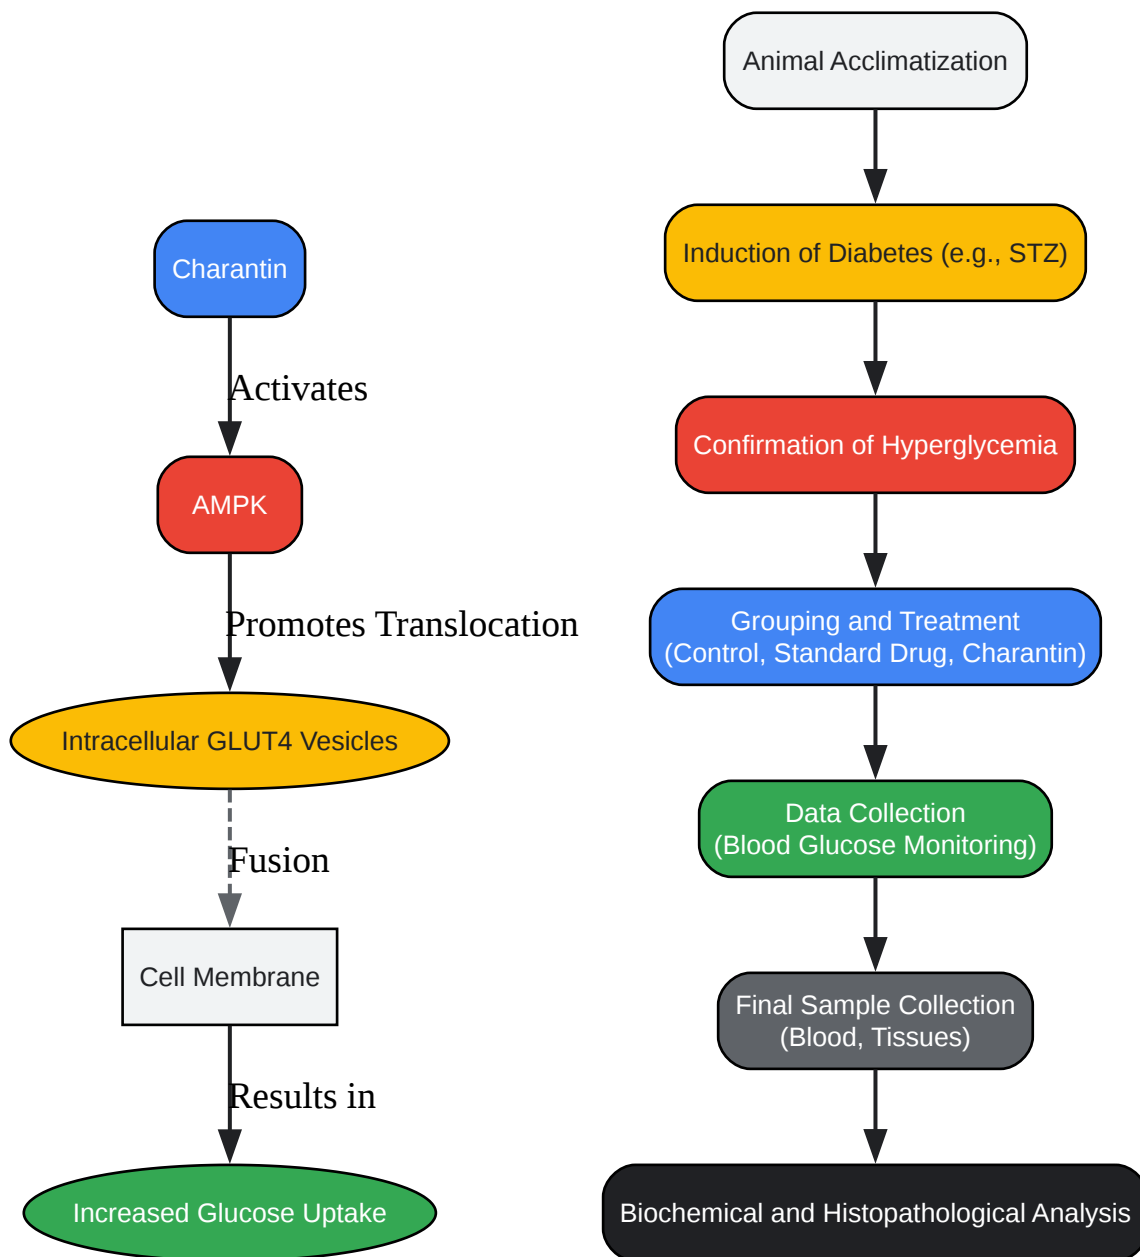 Charantin
Activates
AMPK
Promotes Translocation
Intracellular GLUT4 Vesicles
Fusion
Cell Membrane
Results in
Increased Glucose Uptake
Animal Acclimatization
Induction of Diabetes (e.g., STZ)
Confirmation of Hyperglycemia
Grouping and Treatment
(Control, Standard Drug, Charantin)
Data Collection
(Blood Glucose Monitoring)
Final Sample Collection
(Blood, Tissues)
Biochemical and Histopathological Analysis